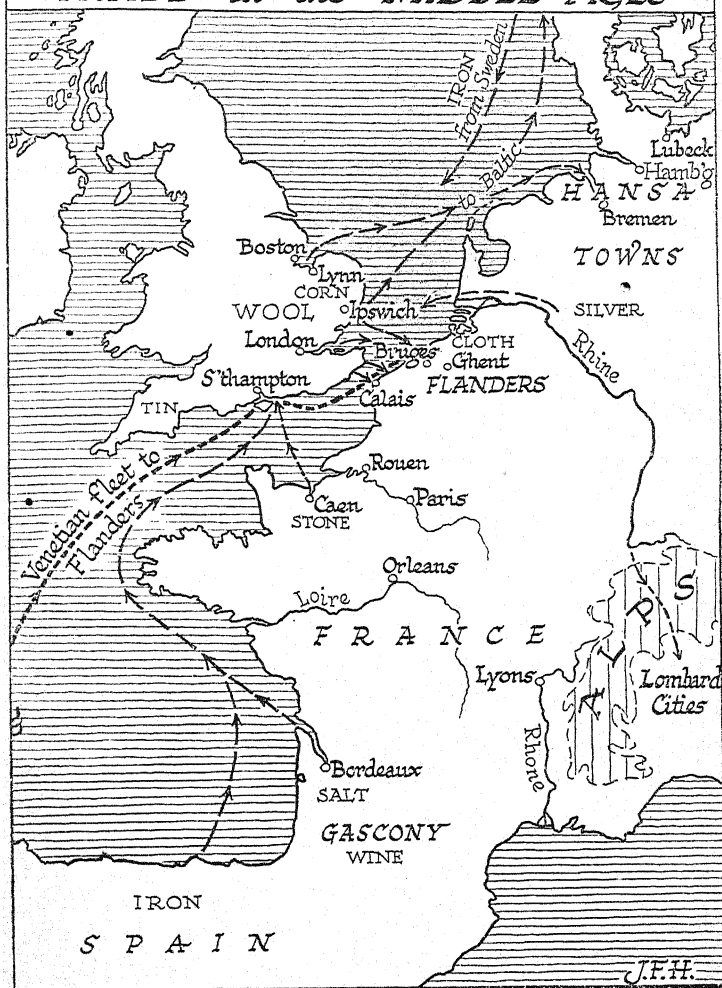 in the
IRON
from Sweden
to Baltic
Lubeck
Hamb'g
HANSA
Bremen
TOWNS
Boston
Lynn
CORN
WOOL
Ipswich
SILVER
London
CLOTH
Bruges
Ghent
Rhine
S'thampton
FLANDERS
Calais
TIN
Rouen
Venetian fleet to
Flanders
Caen
STONE
Paris
Orleans
Loire
ALPS
FRANCE
Lyons
Lombard
Cities
Rhone
Bordeaux
SALT
GASCONY
WINE
IRON
SPAIN
J.F.H.